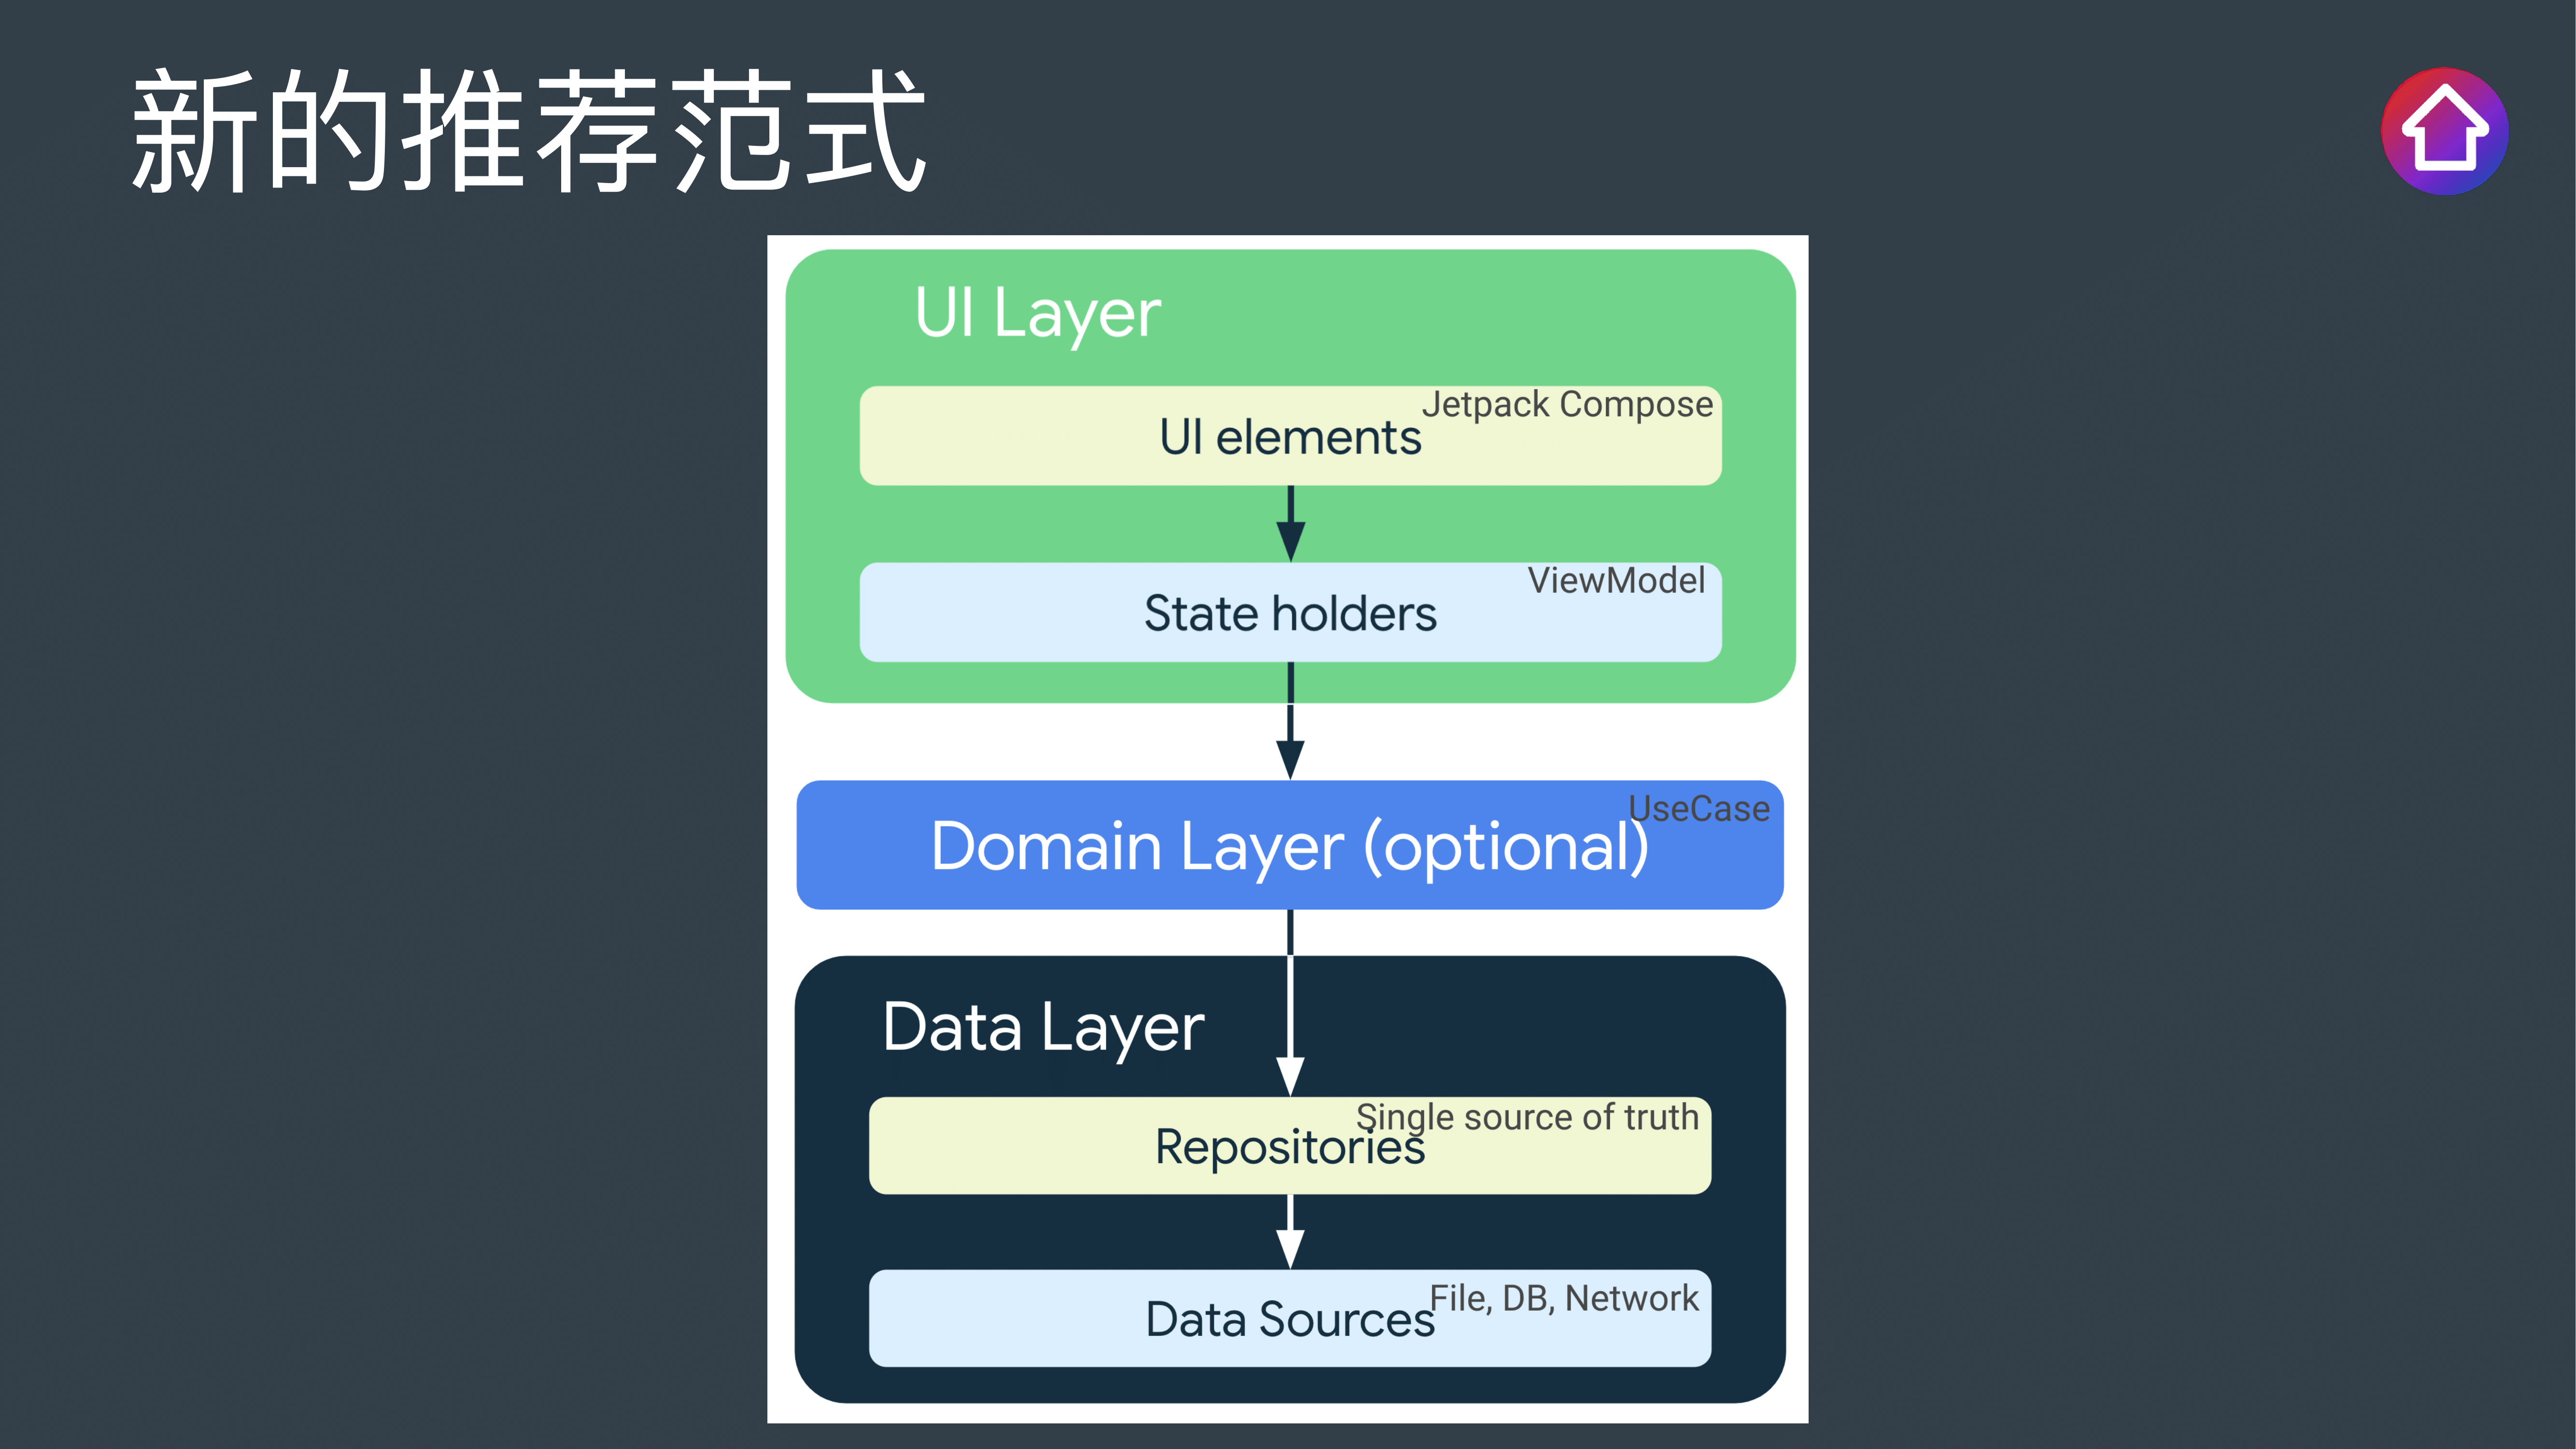 新的推荐范式
UI Layer
Jetpack Compose
UI elements
ViewModel
State holders
UseCase
Domain Layer (optional)
Data Layer
Single source of truth
Repositories
File, DB, Network
Data Sources